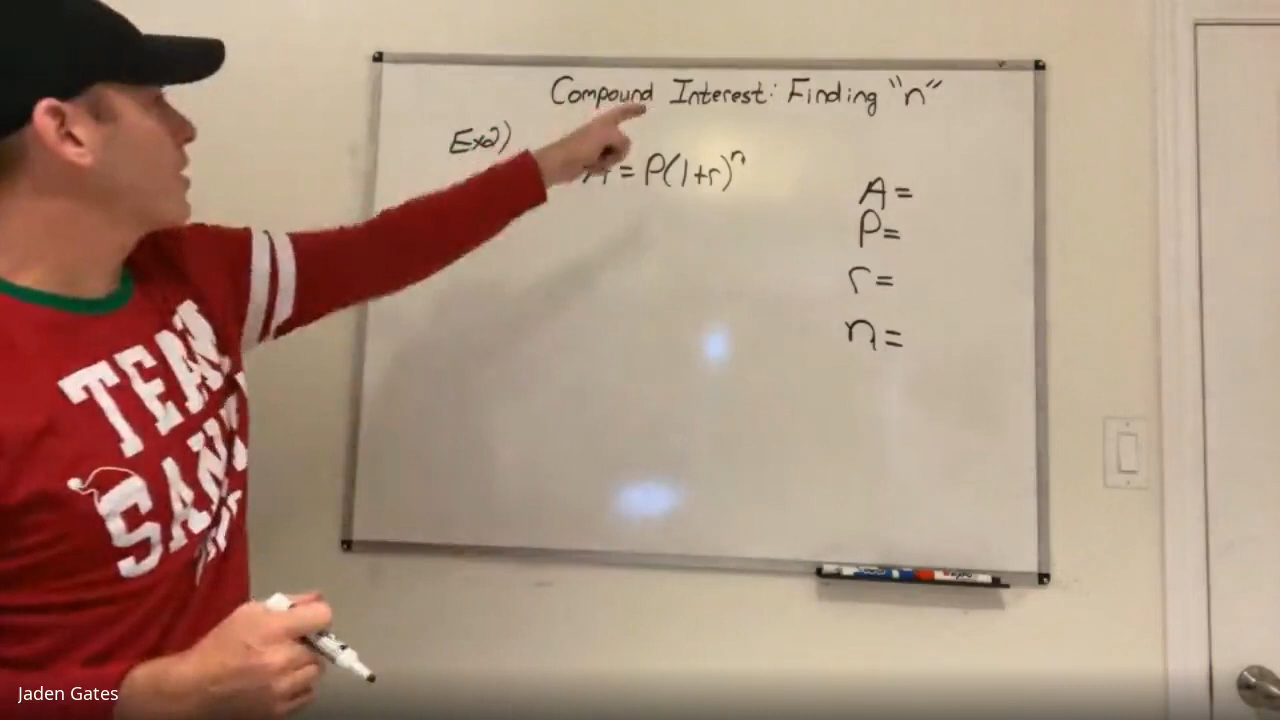 Compound Interest: Finding "n"
Ex2)
A = P(1+r)ⁿ
A =
P =
r =
n =
TEAM
SANTA
Jaden Gates